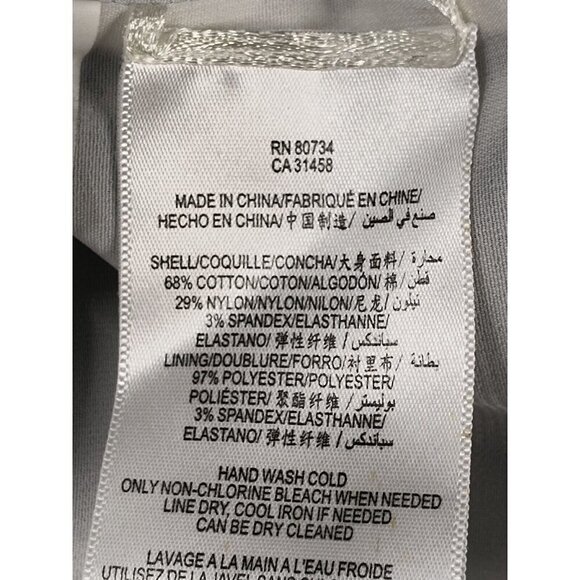 RN 80734
CA 31458
MADE IN CHINA/FABRIQUÉ EN CHINE/
HECHO EN CHINA/中国制造/ صنع في الصين
SHELL/COQUILLE/CONCHA/大身面料/ محارة
68% COTTON/COTON/ALGODÓN/棉/ قطن
29% NYLON/NYLON/NILON/尼龙/ نيلون
3% SPANDEX/ELASTHANNE/
ELASTANO/ 弹性纤维 / سباندكس
LINING/DOUBLURE/FORRO/衬里布/ بطانة
97% POLYESTER/POLYESTER/
POLIÉSTER/ 聚酯纤维 / بوليستر
3% SPANDEX/ELASTHANNE/
ELASTANO/ 弹性纤维 / سباندكس
HAND WASH COLD
ONLY NON-CHLORINE BLEACH WHEN NEEDED
LINE DRY, COOL IRON IF NEEDED
CAN BE DRY CLEANED
LAVAGE A LA MAIN A L'EAU FROIDE
UTILISEZ DE LA JAVEL SANS